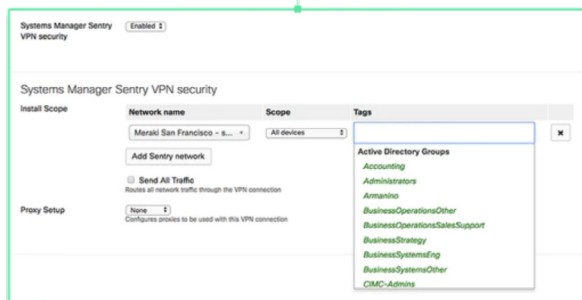 Systems Manager Sentry
VPN security
Enabled
Systems Manager Sentry VPN security
Install Scope
Network name Scope Tags
Meraki San Francisco - s... All devices
Add Sentry network
Send All Traffic
Routes all network traffic through the VPN connection
Proxy Setup
None
Configures proxies to be used with this VPN connection
Active Directory Groups
Accounting
Administrators
Armanino
BusinessOperationsOther
BusinessOperationsSalesSupport
BusinessStrategy
BusinessSystemsEng
BusinessSystemsOther
CIMC-Admins